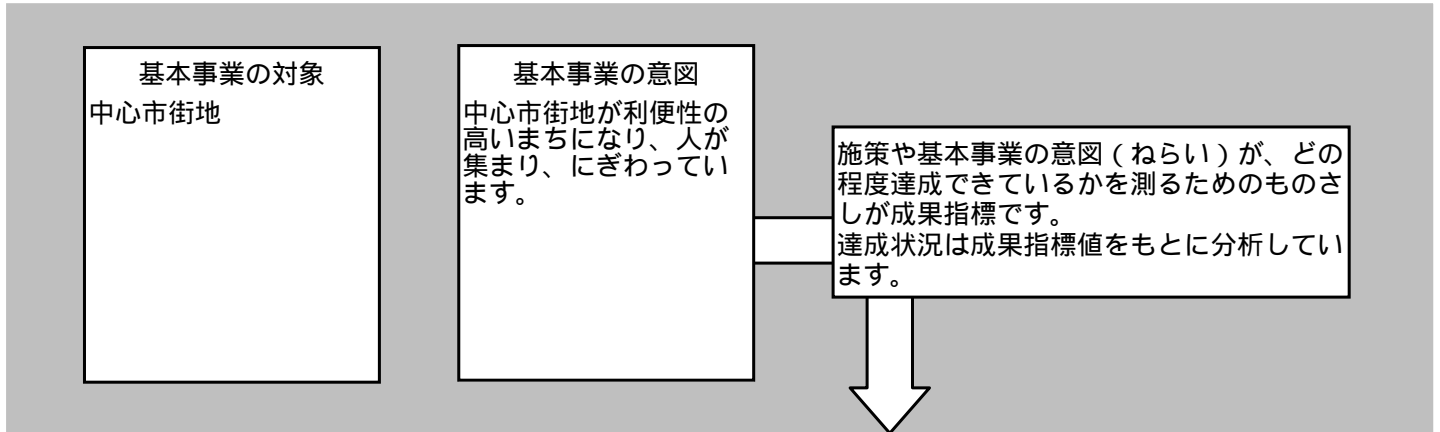 基本事業の対象
中心市街地
基本事業の意図
中心市街地が利便性の
高いまちになり、人が
集まり、にぎわってい
ます。
施策や基本事業の意図（ねらい）が、どの
程度達成できているかを測るためのものさ
しが成果指標です。
達成状況は成果指標値をもとに分析してい
ます。